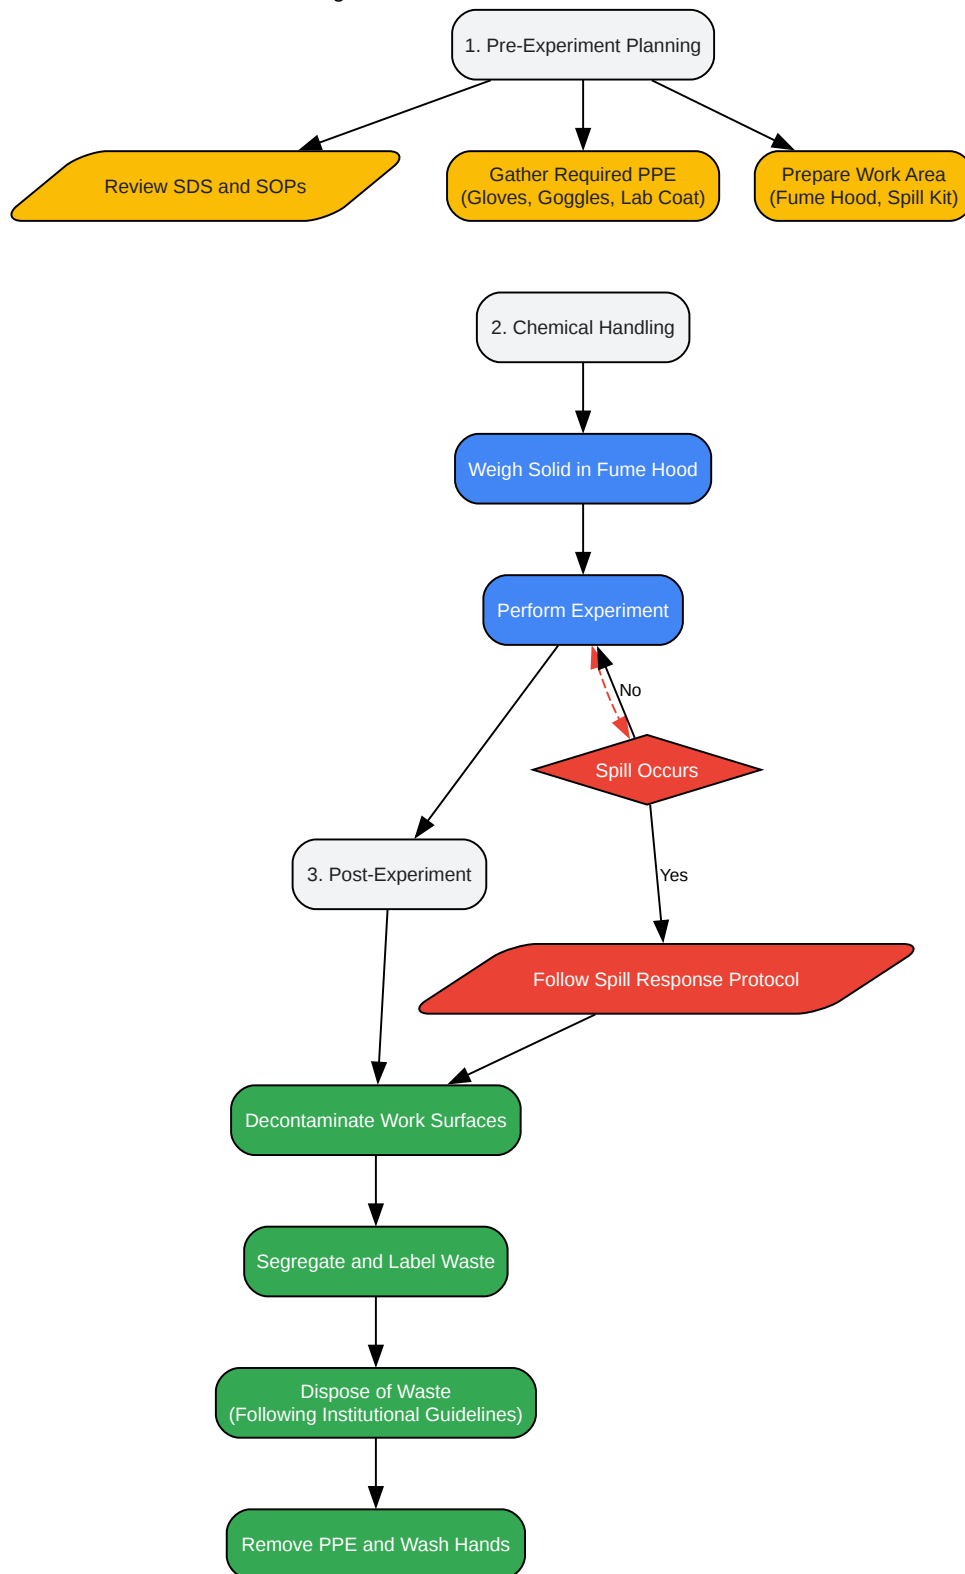 1. Pre-Experiment Planning
Review SDS and SOPs
Gather Required PPE
(Gloves, Goggles, Lab Coat)
Prepare Work Area
(Fume Hood, Spill Kit)
2. Chemical Handling
Weigh Solid in Fume Hood
Perform Experiment
No
Spill Occurs
3. Post-Experiment
Yes
Follow Spill Response Protocol
Decontaminate Work Surfaces
Segregate and Label Waste
Dispose of Waste
(Following Institutional Guidelines)
Remove PPE and Wash Hands